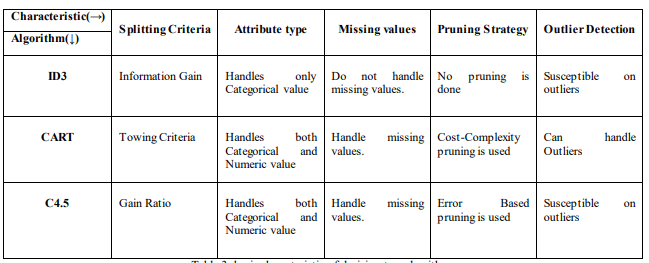 Characteristic(→)
Algorithm(↓)
Splitting Criteria
Attribute type
Missing values
Pruning Strategy
Outlier Detection
ID3
Information Gain
Handles only
Categorical value
Do not handle
missing values.
No pruning is
done
Susceptible on
outliers
CART
Towing Criteria
Handles both
Categorical and
Numeric value
Handle missing
values.
Cost-Complexity
pruning is used
Can handle
Outliers
C4.5
Gain Ratio
Handles both
Categorical and
Numeric value
Handle missing
values.
Error Based
pruning is used
Susceptible on
outliers